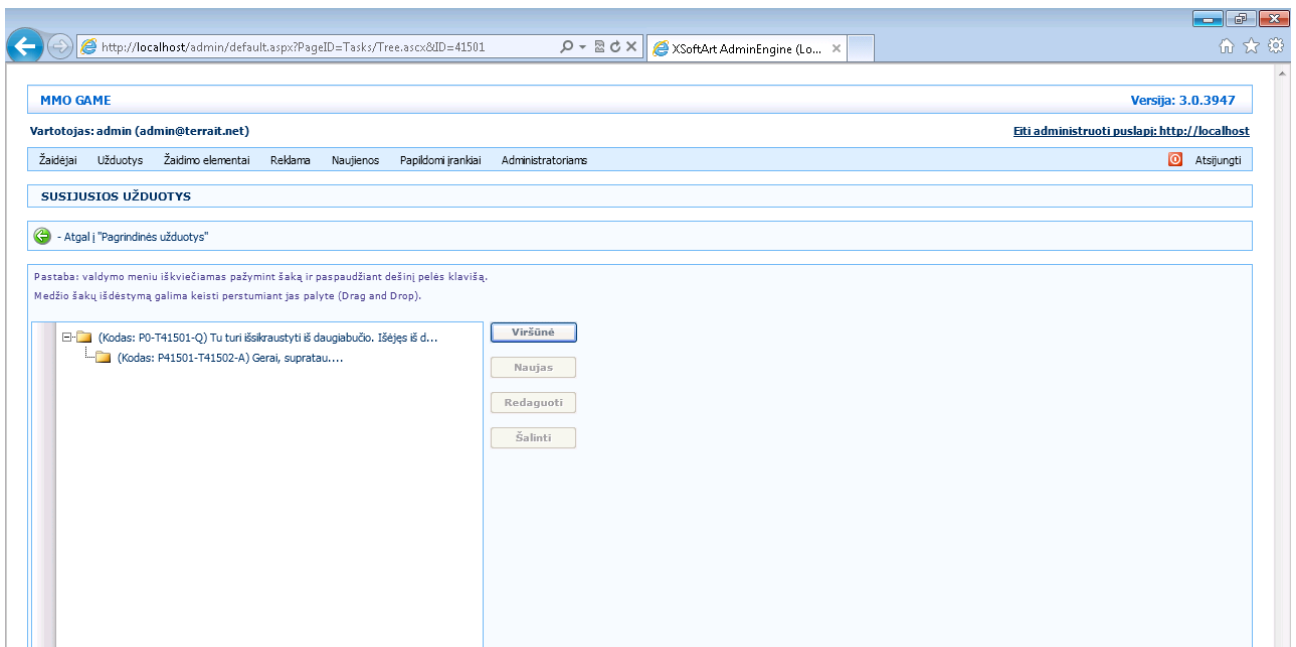 http://localhost/admin/default.aspx?PageID=Tasks/Tree.ascx&ID=41501 XSoftArt AdminEngine (Lo...
MMO GAME Versija: 3.0.3947
Vartotojas: admin (admin@terrait.net) Eiti administruoti puslapį: http://localhost
Žaidėjai Užduotys Žaidimo elementai Reklama Naujienos Papildomi įrankiai Administratoriams Atsijungti
SUSIJUSIOS UŽDUOTYS
- Atgal į "Pagrindinės užduotys"
Pastaba: valdymo meniu iškviečiamas pažymint šaką ir paspaudžiant dešinį pelės klavišą.
Medžio šakų išdėstymą galima keisti perstumiant jas palyte (Drag and Drop).
(Kodas: P0-T41501-Q) Tu turi išsikraustyti iš daugiabučio. Išėjęs iš d...
(Kodas: P41501-T41502-A) Gerai, supratau....
Viršūnė
Naujas
Redaguoti
Šalinti